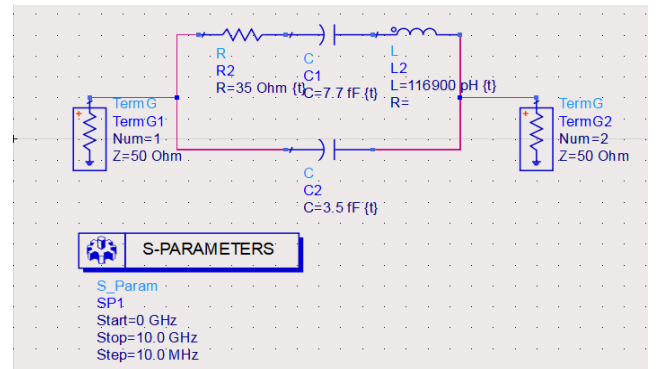 R
R2
R=35 Ohm {t}
C
C1
C=7.7 fF {t}
L
L2
L=116900 pH {t}
R=
TermG
TermG1
Num=1
Z=50 Ohm
TermG
TermG2
Num=2
Z=50 Ohm
C
C2
C=3.5 fF {t}
S-PARAMETERS
S_Param
SP1
Start=0 GHz
Stop=10.0 GHz
Step=10.0 MHz